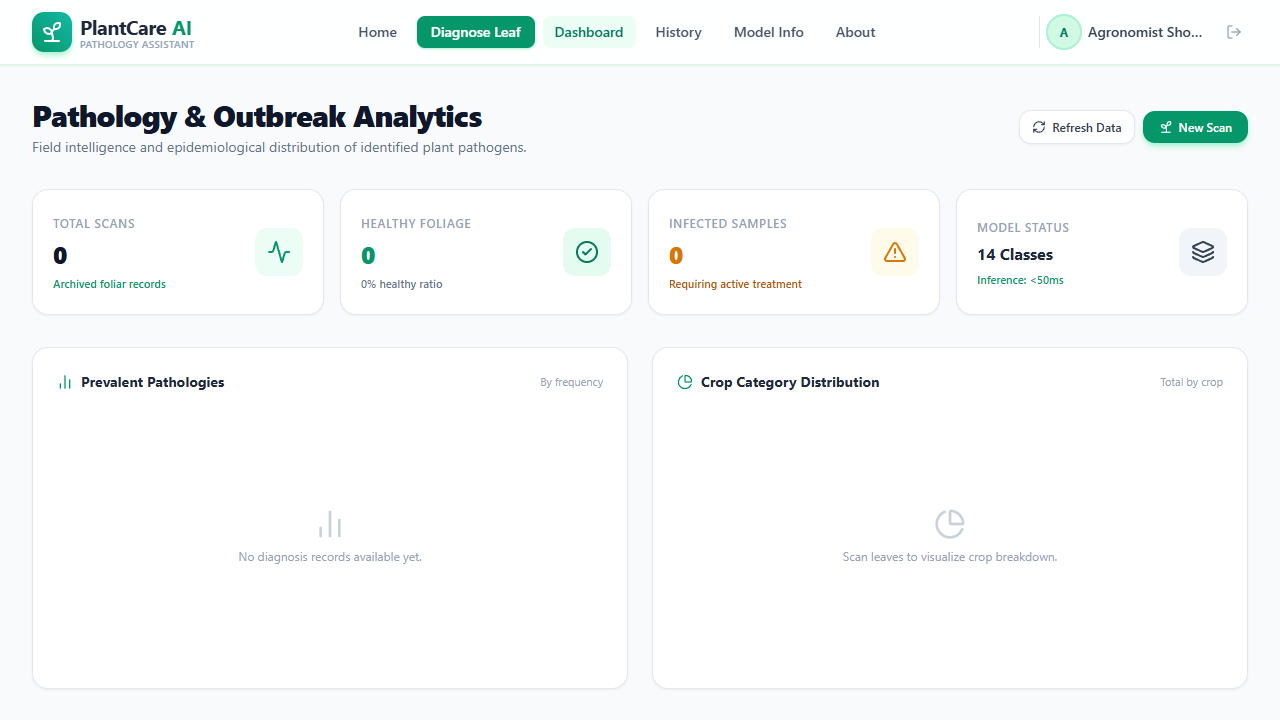 PlantCare AI
PATHOLOGY ASSISTANT
Home
Diagnose Leaf
Dashboard
History
Model Info
About
A
Agronomist Sho...
Pathology & Outbreak Analytics
Field intelligence and epidemiological distribution of identified plant pathogens.
Refresh Data
New Scan
TOTAL SCANS
0
Archived foliar records
HEALTHY FOLIAGE
0
0% healthy ratio
INFECTED SAMPLES
0
Requiring active treatment
MODEL STATUS
14 Classes
Inference: <50ms
Prevalent Pathologies
By frequency
No diagnosis records available yet.
Crop Category Distribution
Total by crop
Scan leaves to visualize crop breakdown.